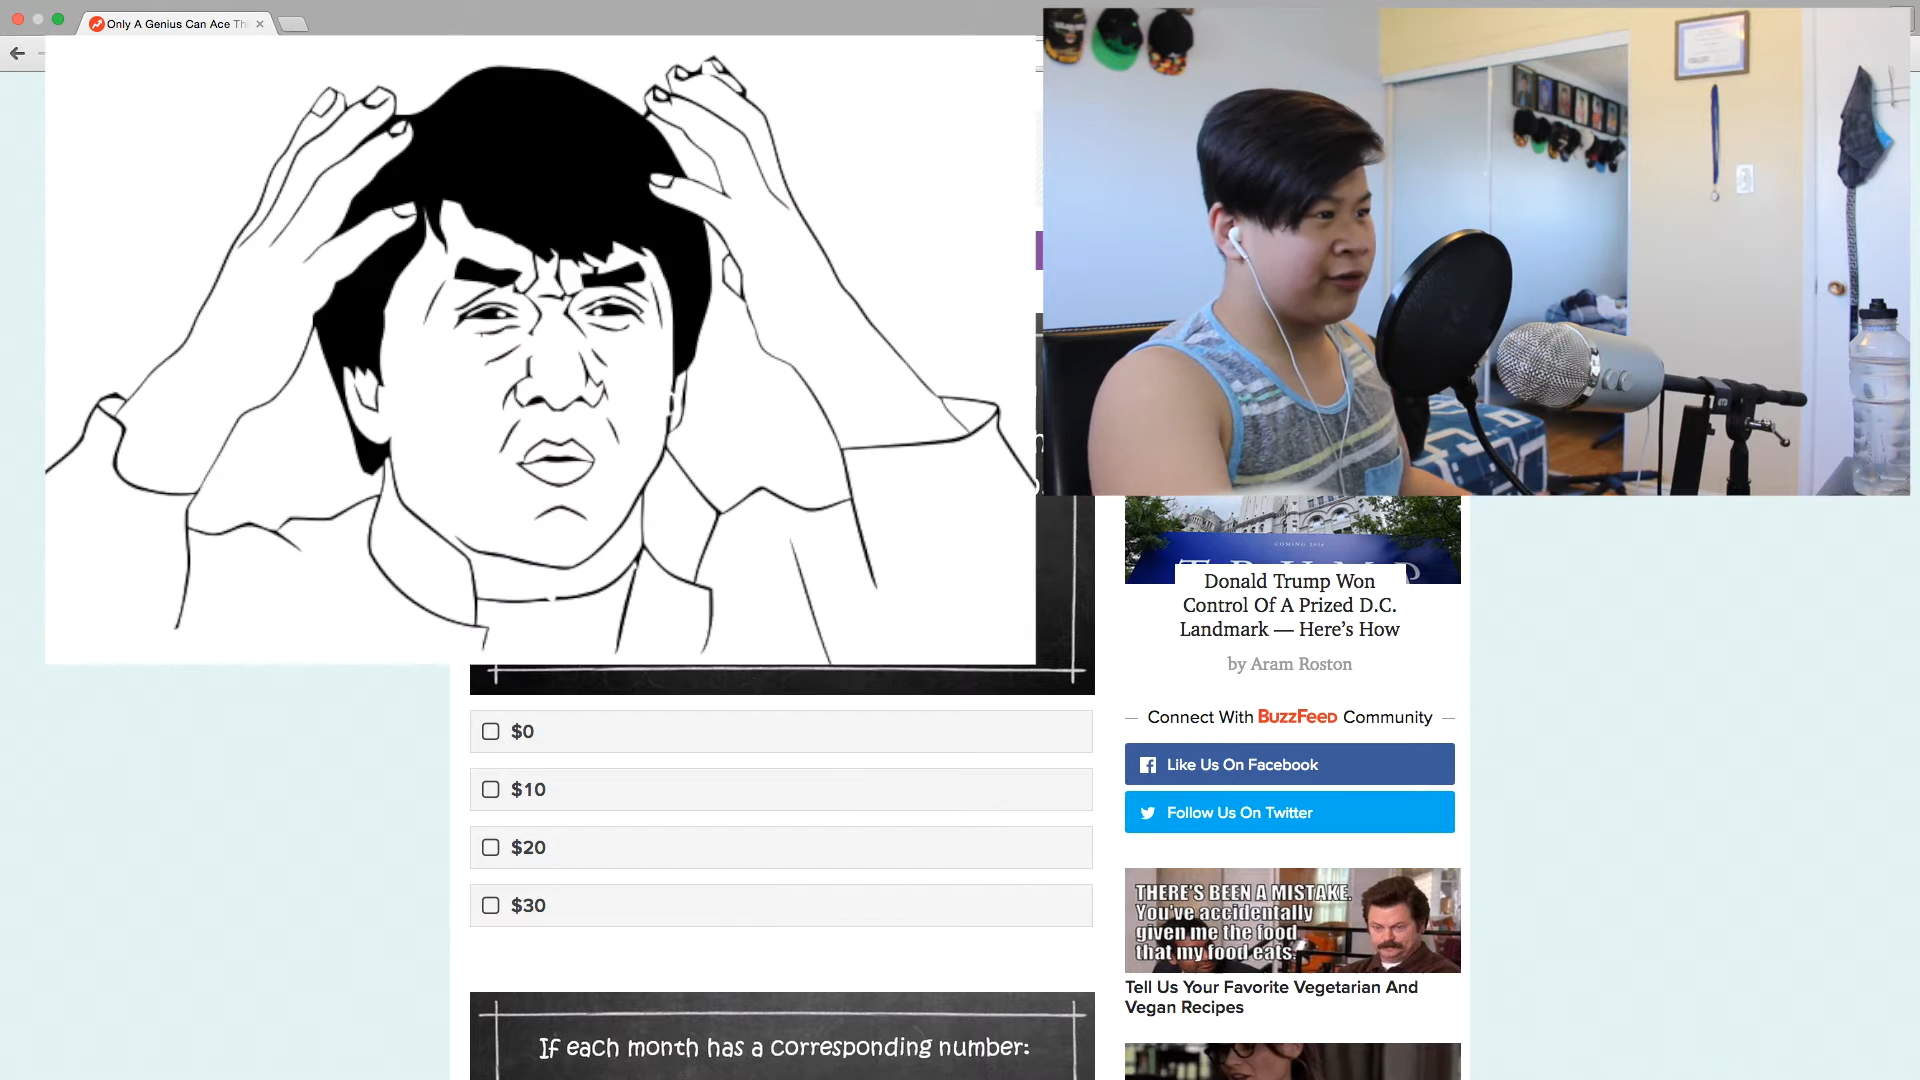 Only A Genius Can Ace Th
COMING 2016
TRUMP
Donald Trump Won
Control Of A Prized D.C.
Landmark — Here's How
by Aram Roston
Connect With BuzzFeed Community
Like Us On Facebook
Follow Us On Twitter
$0
$10
$20
$30
THERE'S BEEN A MISTAKE.
You've accidentally
given me the food
that my food eats.
Tell Us Your Favorite Vegetarian And
Vegan Recipes
If each month has a corresponding number: